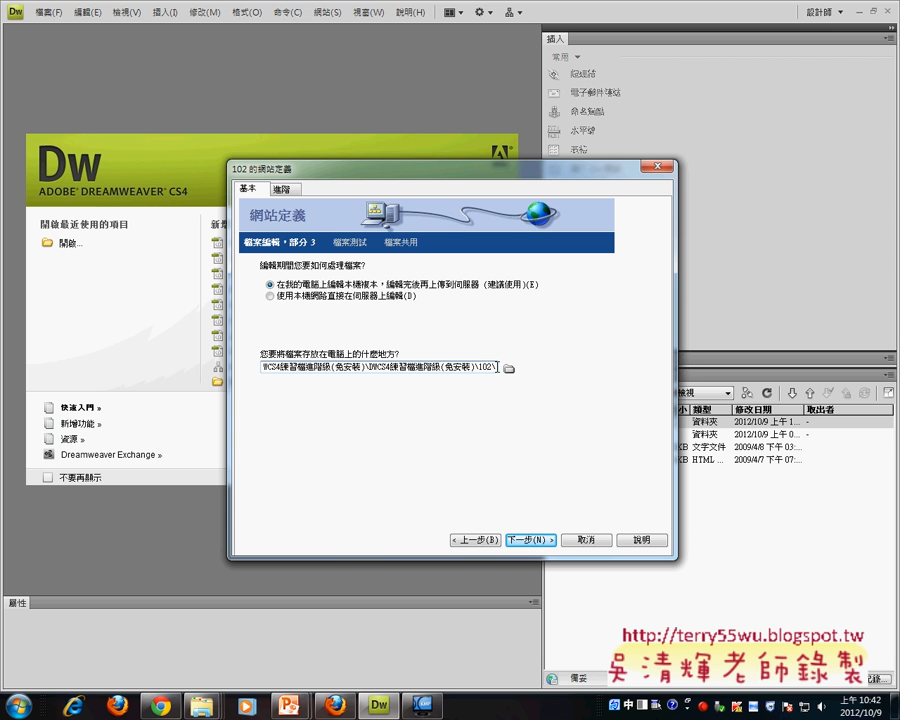 Dw 檔案(F) 編輯(E) 檢視(V) 插入(I) 修改(M) 格式(O) 命令(C) 網站(S) 視窗(W) 說明(H) 設計師
插入
常用
超連結
電子郵件連結
命名錨點
水平線
表格
Dw
ADOBE® DREAMWEAVER® CS4
開啟最近使用的項目
開啟...
快速入門 »
新增功能 »
資源 »
Dreamweaver Exchange »
不要再顯示
102 的網站定義
基本 進階
網站定義
檔案編輯，部分 3 檔案測試 檔案共用
編輯期間您要如何處理檔案?
在我的電腦上編輯本機複本，編輯完後再上傳到伺服器 (建議使用)(E)
使用本機網路直接在伺服器上編輯(D)
您要將檔案存放在電腦上的什麼地方?
WCS4練習檔進階級(免安裝)\DWCS4練習檔進階級(免安裝)\102\
< 上一步(B) 下一步(N) > 取消 說明
檢視
小 類型 修改日期 取出者
資料夾 2012/10/9 上午 1... -
資料夾 2012/10/9 上午 0... -
KB 文字文件 2009/4/8 下午 03:...
KB HTML ... 2009/4/7 下午 07:...
屬性
備妥
記錄...
http://terry55wu.blogspot.tw
吳清輝老師錄製
中
上午 10:42
2012/10/9